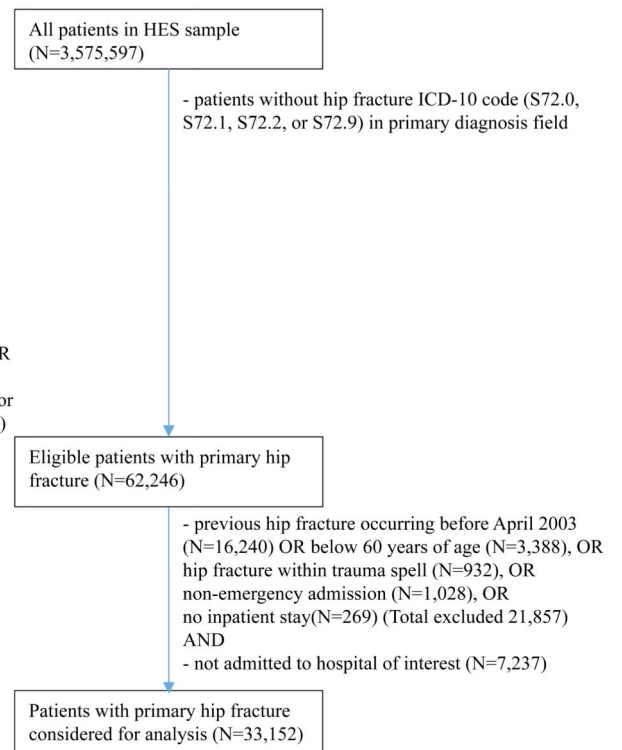 All patients in HES sample
(N=3,575,597)
- patients without hip fracture ICD-10 code (S72.0,
S72.1, S72.2, or S72.9) in primary diagnosis field
R
or
)
Eligible patients with primary hip
fracture (N=62,246)
- previous hip fracture occurring before April 2003
(N=16,240) OR below 60 years of age (N=3,388), OR
hip fracture within trauma spell (N=932), OR
non-emergency admission (N=1,028), OR
no inpatient stay(N=269) (Total excluded 21,857)
AND
- not admitted to hospital of interest (N=7,237)
Patients with primary hip fracture
considered for analysis (N=33,152)